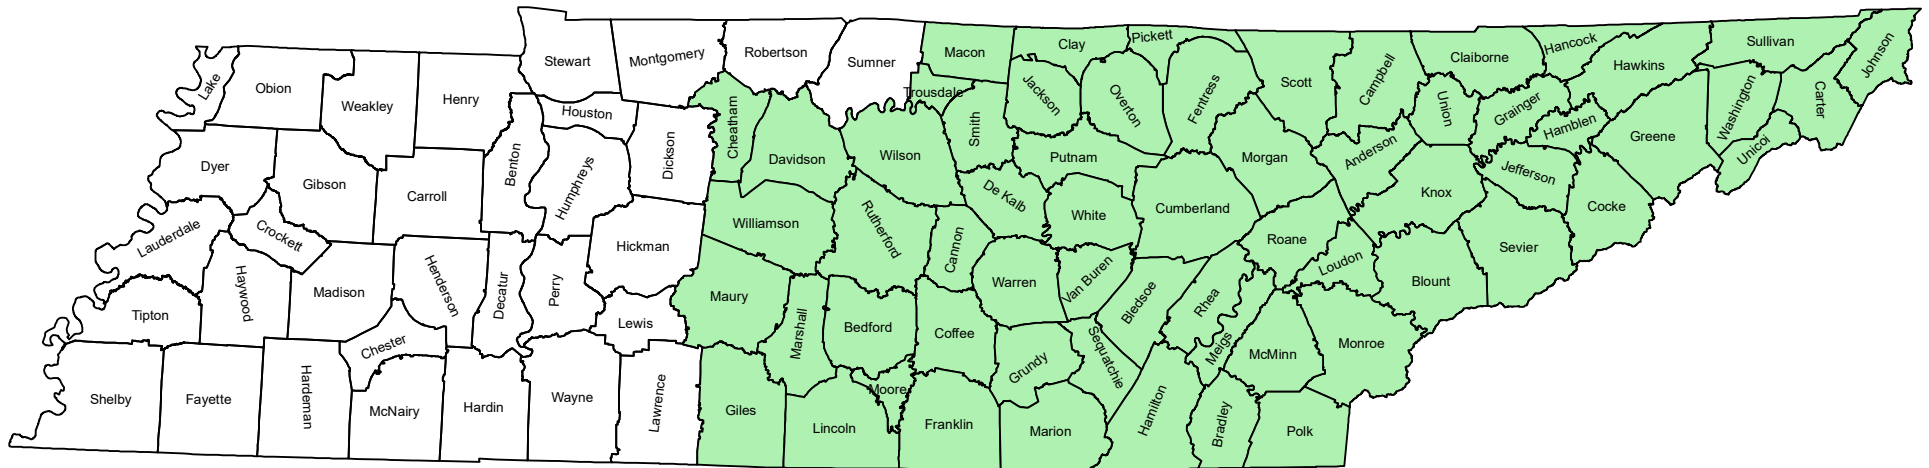 Lake
Obion
Weakley
Henry
Stewart
Montgomery
Robertson
Sumner
Macon
Trousdale
Clay
Pickett
Jackson
Overton
Fentress
Scott
Campbell
Claiborne
Hancock
Hawkins
Sullivan
Johnson
Carter
Washington
Unicoi
Greene
Hamblen
Grainger
Union
Houston
Dickson
Cheatham
Davidson
Wilson
Smith
Putnam
Morgan
Anderson
Knox
Jefferson
Cocke
Sevier
Dyer
Gibson
Carroll
Benton
Humphreys
Williamson
Rutherford
Cannon
De Kalb
White
Cumberland
Roane
Loudon
Blount
Lauderdale
Crockett
Haywood
Madison
Henderson
Decatur
Perry
Hickman
Lewis
Maury
Marshall
Bedford
Coffee
Warren
Van Buren
Bledsoe
Rhea
Meigs
McMinn
Monroe
Tipton
Chester
Shelby
Fayette
Hardeman
McNairy
Hardin
Wayne
Lawrence
Giles
Lincoln
Moore
Franklin
Grundy
Marion
Sequatchie
Hamilton
Bradley
Polk